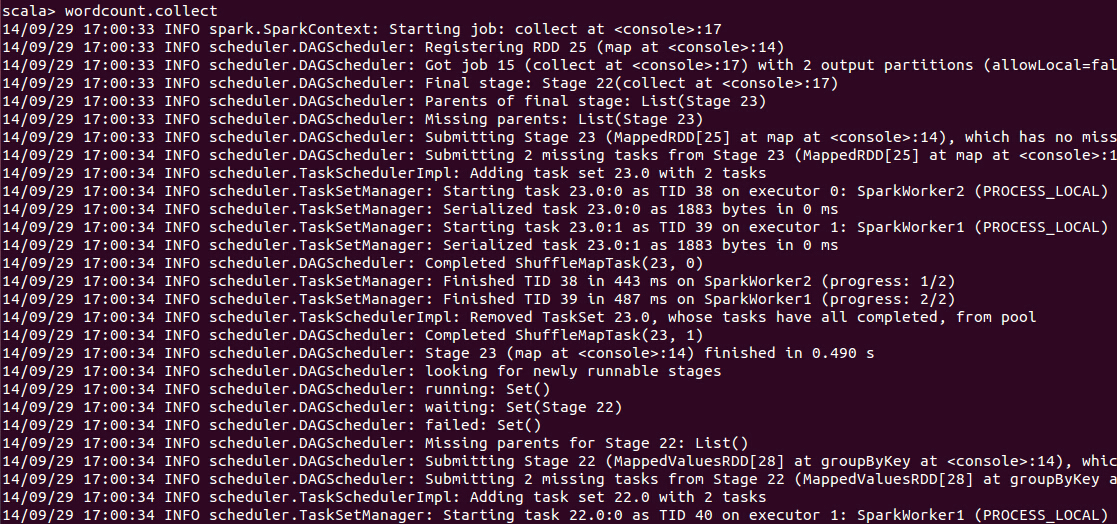 scala> wordcount.collect
14/09/29 17:00:33 INFO spark.SparkContext: Starting job: collect at <console>:17
14/09/29 17:00:33 INFO scheduler.DAGScheduler: Registering RDD 25 (map at <console>:14)
14/09/29 17:00:33 INFO scheduler.DAGScheduler: Got job 15 (collect at <console>:17) with 2 output partitions (allowLocal=fal
14/09/29 17:00:33 INFO scheduler.DAGScheduler: Final stage: Stage 22(collect at <console>:17)
14/09/29 17:00:33 INFO scheduler.DAGScheduler: Parents of final stage: List(Stage 23)
14/09/29 17:00:33 INFO scheduler.DAGScheduler: Missing parents: List(Stage 23)
14/09/29 17:00:33 INFO scheduler.DAGScheduler: Submitting Stage 23 (MappedRDD[25] at map at <console>:14), which has no miss
14/09/29 17:00:34 INFO scheduler.DAGScheduler: Submitting 2 missing tasks from Stage 23 (MappedRDD[25] at map at <console>:1
14/09/29 17:00:34 INFO scheduler.TaskSchedulerImpl: Adding task set 23.0 with 2 tasks
14/09/29 17:00:34 INFO scheduler.TaskSetManager: Starting task 23.0:0 as TID 38 on executor 0: SparkWorker2 (PROCESS_LOCAL)
14/09/29 17:00:34 INFO scheduler.TaskSetManager: Serialized task 23.0:0 as 1883 bytes in 0 ms
14/09/29 17:00:34 INFO scheduler.TaskSetManager: Starting task 23.0:1 as TID 39 on executor 1: SparkWorker1 (PROCESS_LOCAL)
14/09/29 17:00:34 INFO scheduler.TaskSetManager: Serialized task 23.0:1 as 1883 bytes in 0 ms
14/09/29 17:00:34 INFO scheduler.DAGScheduler: Completed ShuffleMapTask(23, 0)
14/09/29 17:00:34 INFO scheduler.TaskSetManager: Finished TID 38 in 443 ms on SparkWorker2 (progress: 1/2)
14/09/29 17:00:34 INFO scheduler.TaskSetManager: Finished TID 39 in 487 ms on SparkWorker1 (progress: 2/2)
14/09/29 17:00:34 INFO scheduler.TaskSchedulerImpl: Removed TaskSet 23.0, whose tasks have all completed, from pool
14/09/29 17:00:34 INFO scheduler.DAGScheduler: Completed ShuffleMapTask(23, 1)
14/09/29 17:00:34 INFO scheduler.DAGScheduler: Stage 23 (map at <console>:14) finished in 0.490 s
14/09/29 17:00:34 INFO scheduler.DAGScheduler: looking for newly runnable stages
14/09/29 17:00:34 INFO scheduler.DAGScheduler: running: Set()
14/09/29 17:00:34 INFO scheduler.DAGScheduler: waiting: Set(Stage 22)
14/09/29 17:00:34 INFO scheduler.DAGScheduler: failed: Set()
14/09/29 17:00:34 INFO scheduler.DAGScheduler: Missing parents for Stage 22: List()
14/09/29 17:00:34 INFO scheduler.DAGScheduler: Submitting Stage 22 (MappedValuesRDD[28] at groupByKey at <console>:14), whic
14/09/29 17:00:34 INFO scheduler.DAGScheduler: Submitting 2 missing tasks from Stage 22 (MappedValuesRDD[28] at groupByKey a
14/09/29 17:00:34 INFO scheduler.TaskSchedulerImpl: Adding task set 22.0 with 2 tasks
14/09/29 17:00:34 INFO scheduler.TaskSetManager: Starting task 22.0:0 as TID 40 on executor 1: SparkWorker1 (PROCESS_LOCAL)